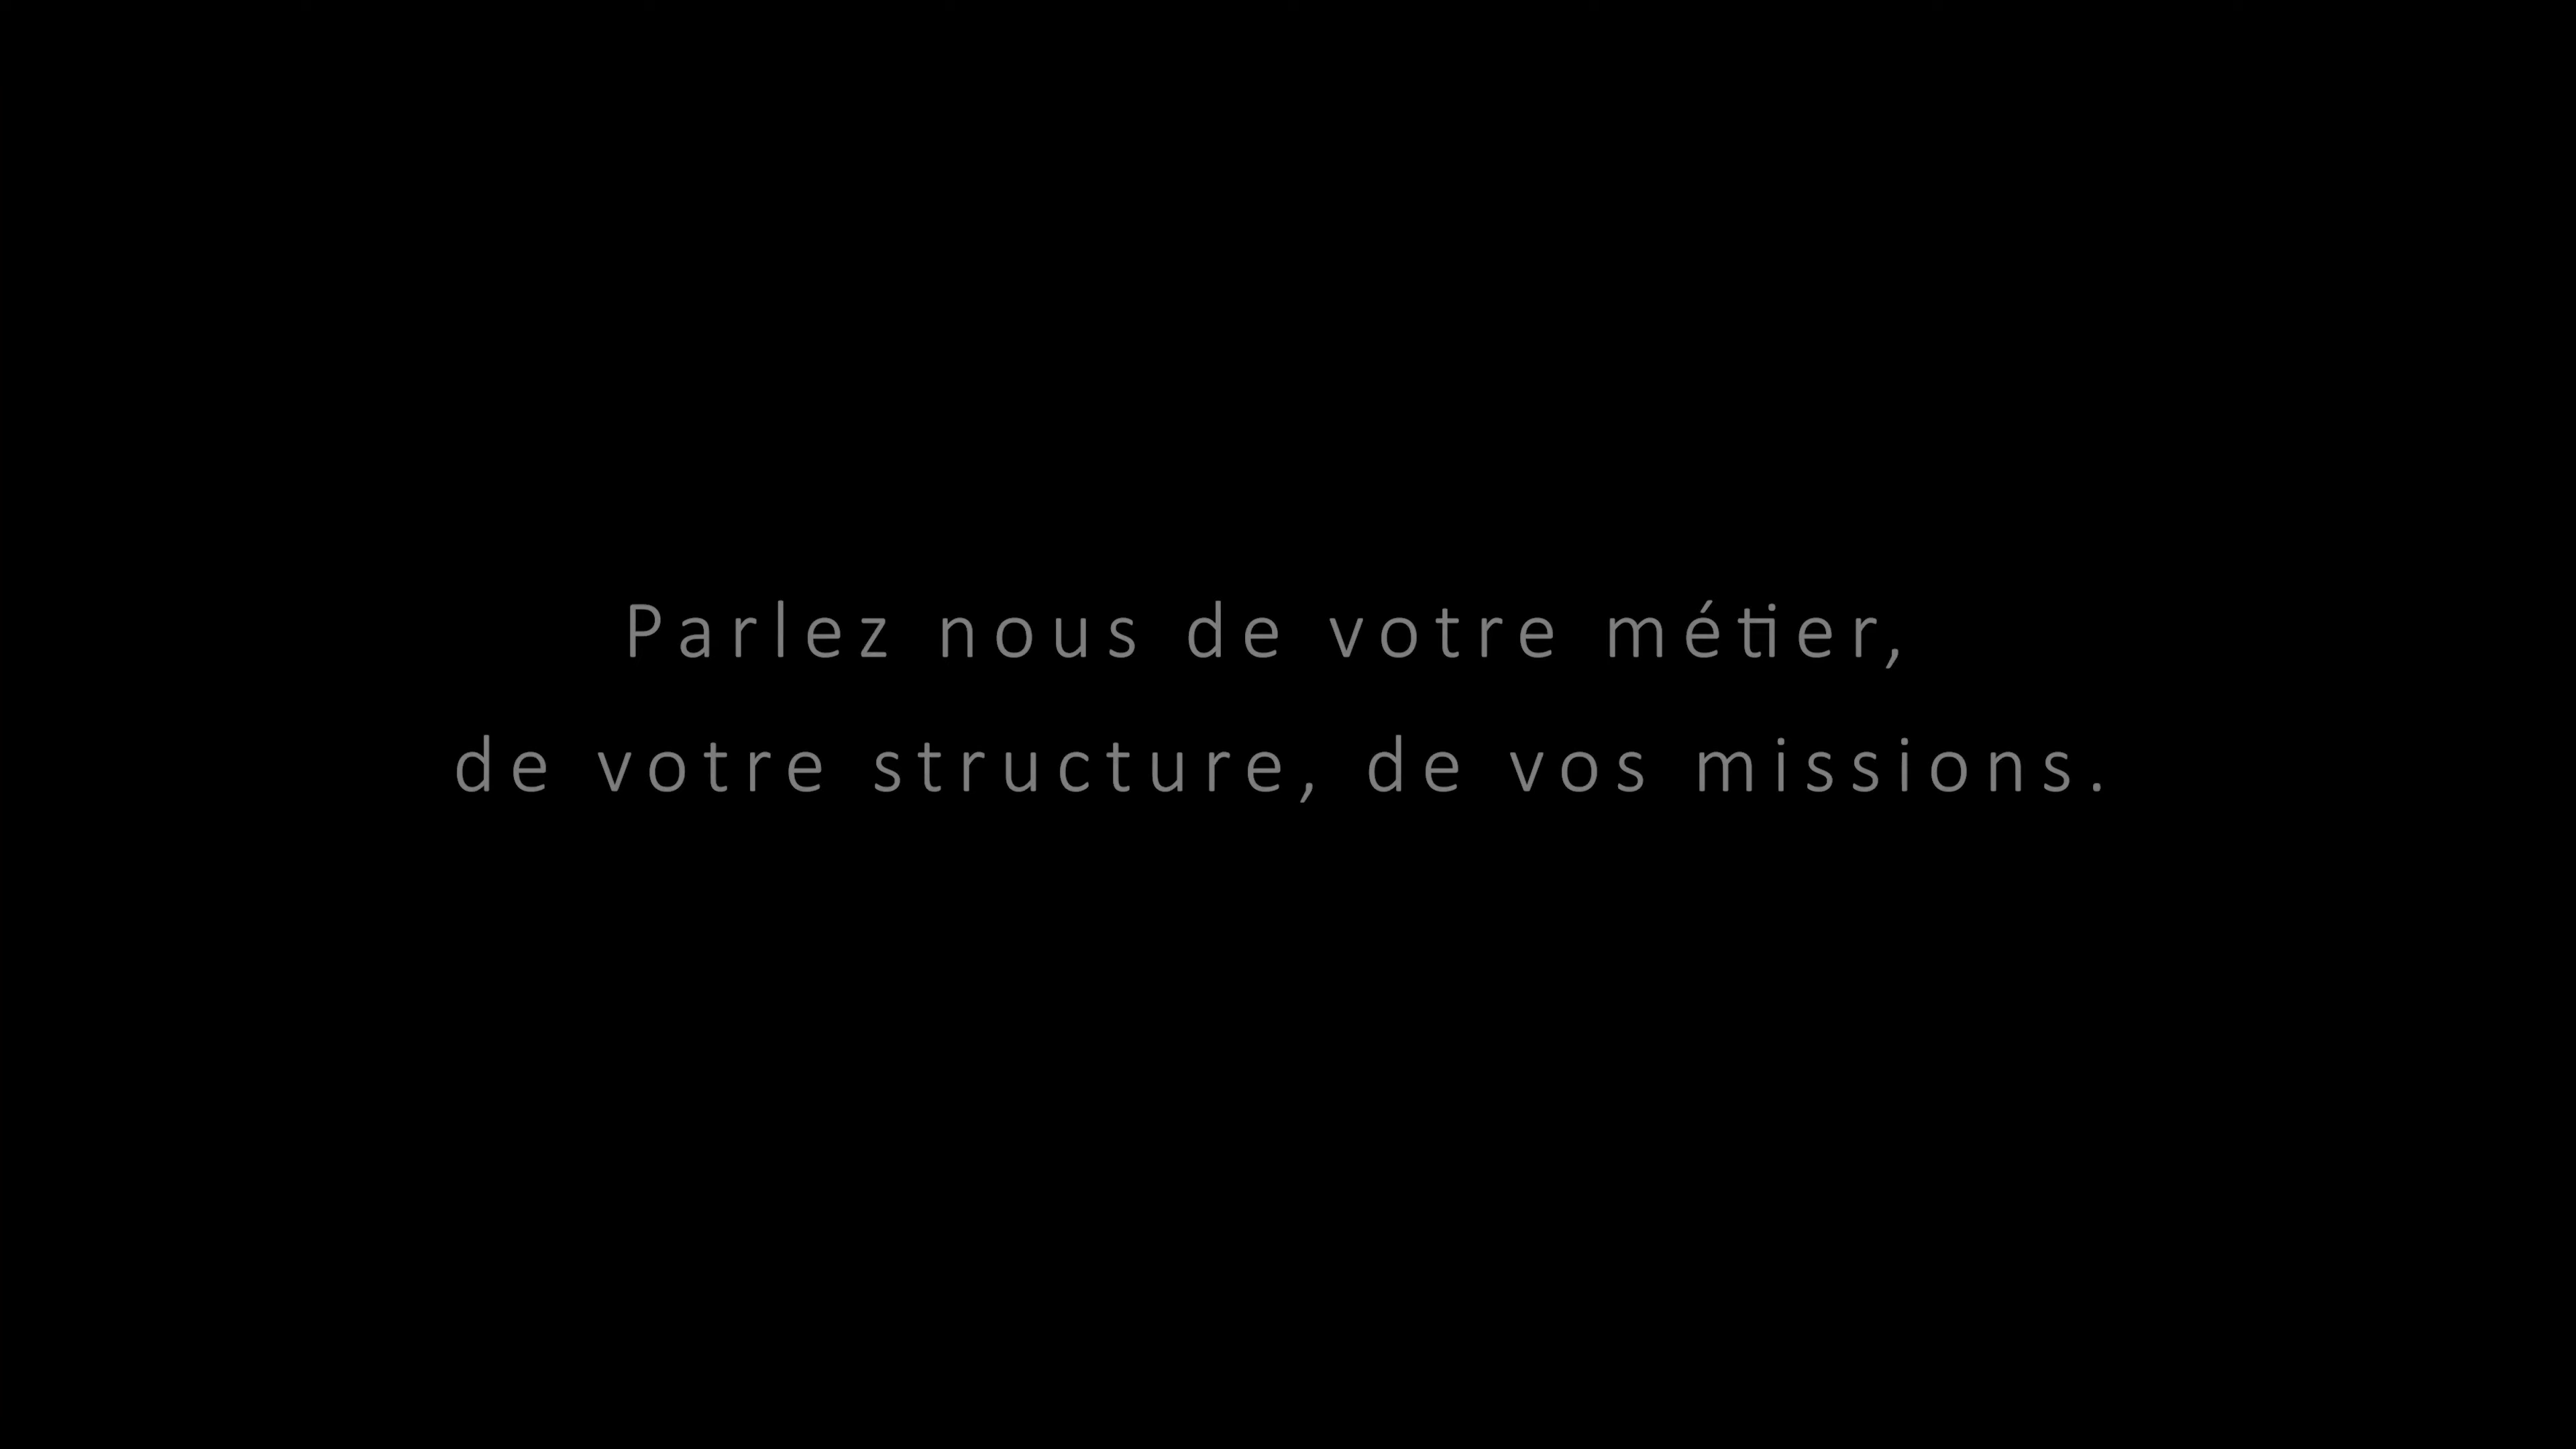 Parlez nous de votre métier,
de votre structure, de vos missions.